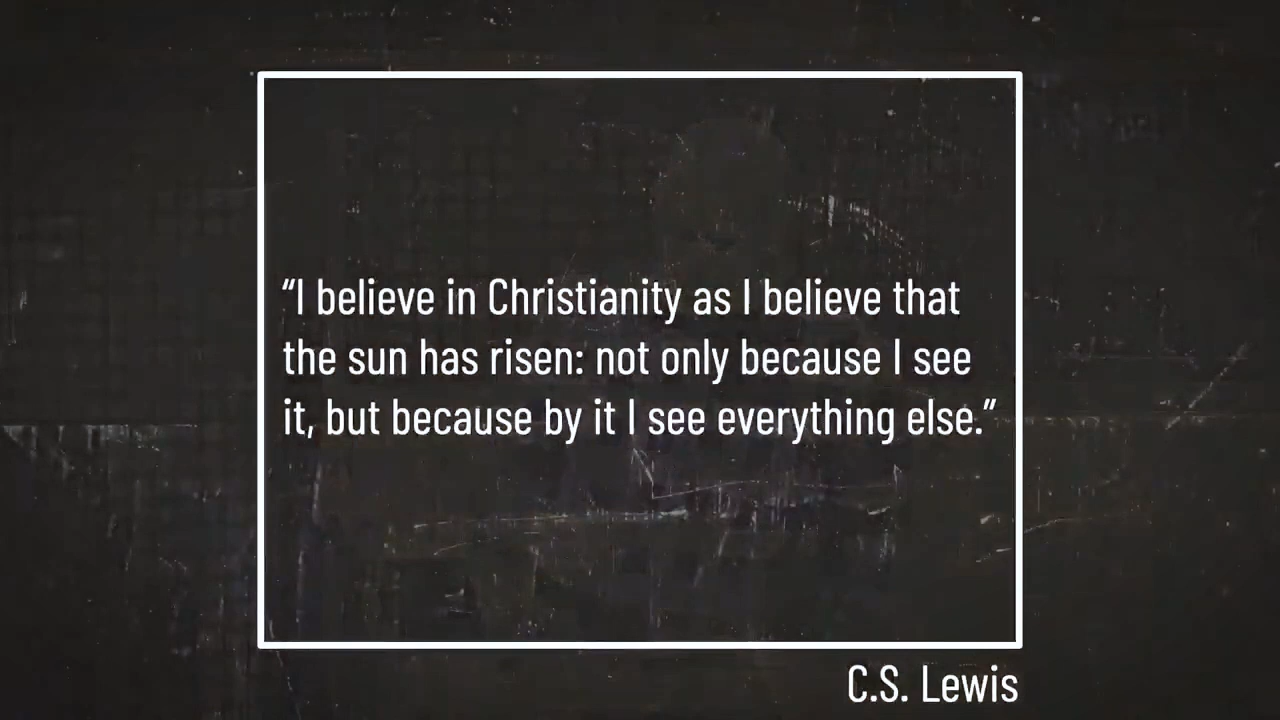 “I believe in Christianity as I believe that
the sun has risen: not only because I see
it, but because by it I see everything else.“
C.S. Lewis